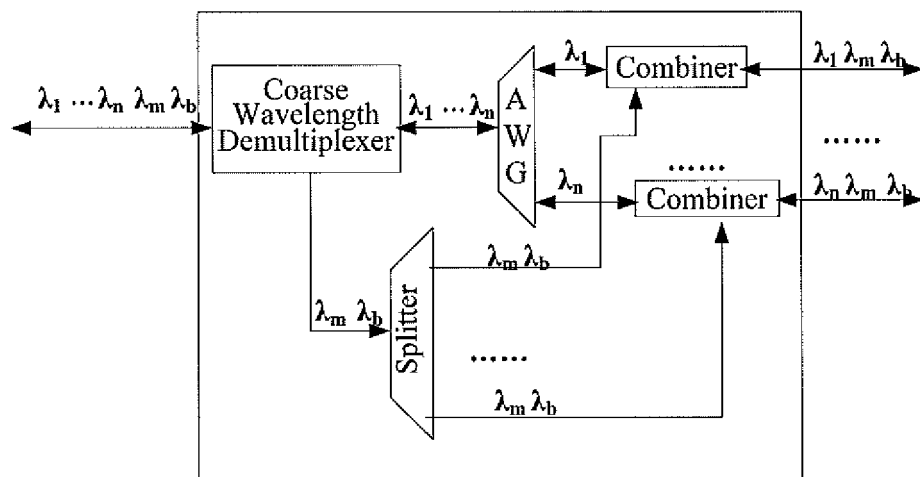 λ1 ··· λn λm λb
Coarse
Wavelength
Demultiplexer
λ1 ··· λn
A
W
G
λ1
Combiner
λ1 λm λb
......
......
λn
Combiner
λn λm λb
λm λb
λm λb
Splitter
......
λm λb